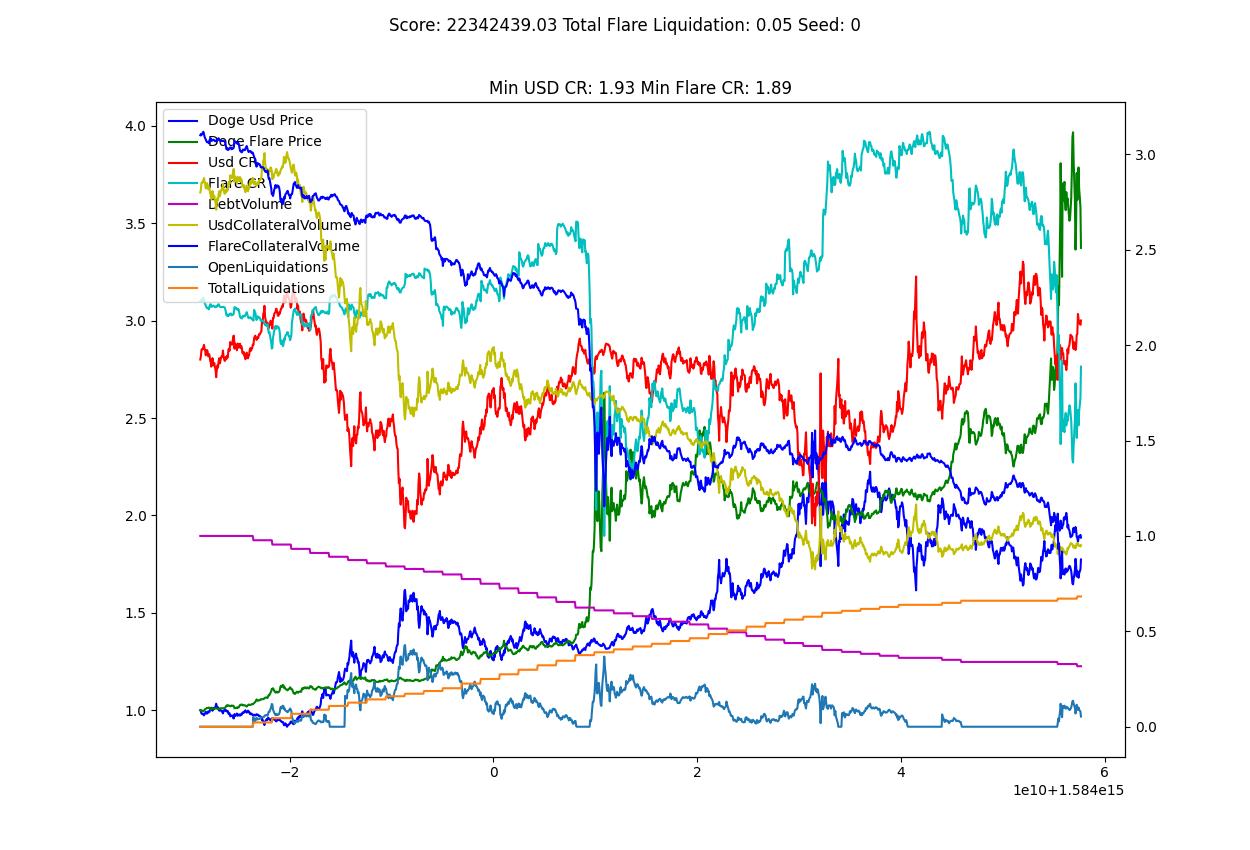 Score: 22342439.03 Total Flare Liquidation: 0.05 Seed: 0
Min USD CR: 1.93 Min Flare CR: 1.89
Doge Usd Price
Doge Flare Price
Usd CR
Flare CR
DebtVolume
UsdCollateralVolume
FlareCollateralVolume
OpenLiquidations
TotalLiquidations
4.0
3.5
3.0
2.5
2.0
1.5
1.0
3.0
2.5
2.0
1.5
1.0
0.5
0.0
−2
0
2
4
6
1e10+1.584e15